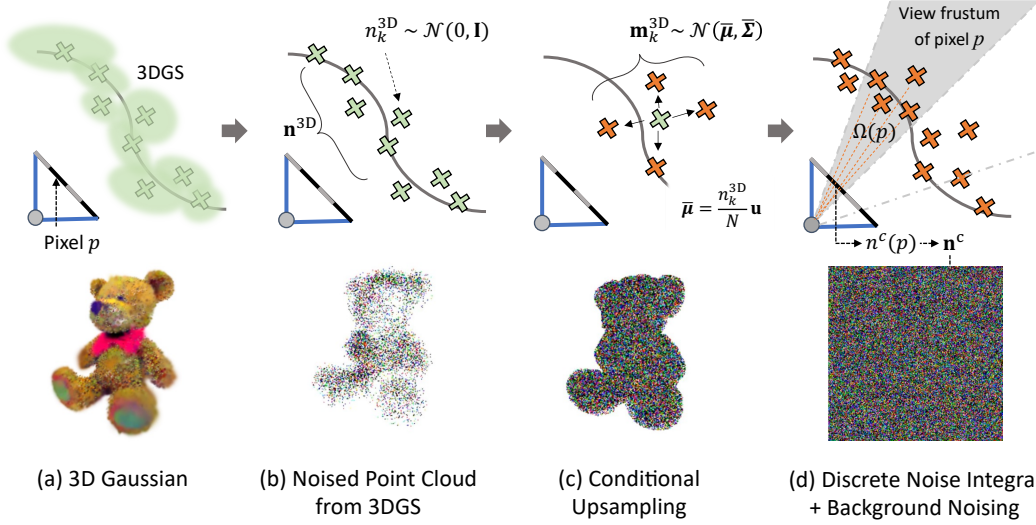 3DGS
Pixel p
n_k^{3D} ~ 𝒩(0, I)
n^{3D}
m_k^{3D} ~ 𝒩(μ̄, Σ̄)
μ̄ = n_k^{3D}/N u
View frustum
of pixel p
Ω(p)
n^c(p) n^c
(a) 3D Gaussian
(b) Noised Point Cloud
from 3DGS
(c) Conditional
Upsampling
(d) Discrete Noise Integra
+ Background Noising